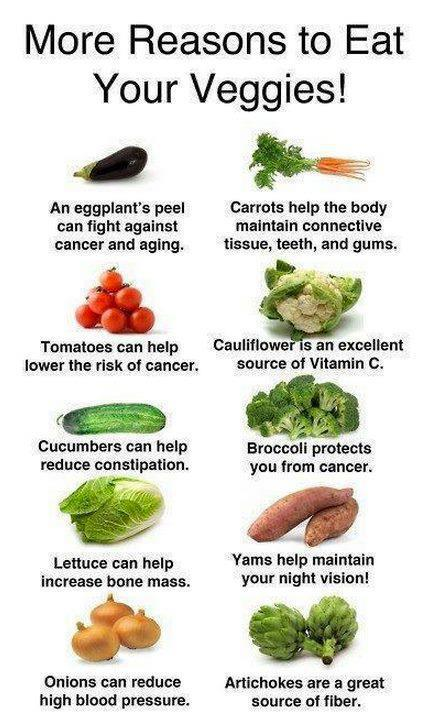 More Reasons to Eat
Your Veggies!
An eggplant's peel
can fight against
cancer and aging.
Carrots help the body
maintain connective
tissue, teeth, and gums.
Tomatoes can help
lower the risk of cancer.
Cauliflower is an excellent
source of Vitamin C.
Cucumbers can help
reduce constipation.
Broccoli protects
you from cancer.
Lettuce can help
increase bone mass.
Yams help maintain
your night vision!
Onions can reduce
high blood pressure.
Artichokes are a great
source of fiber.